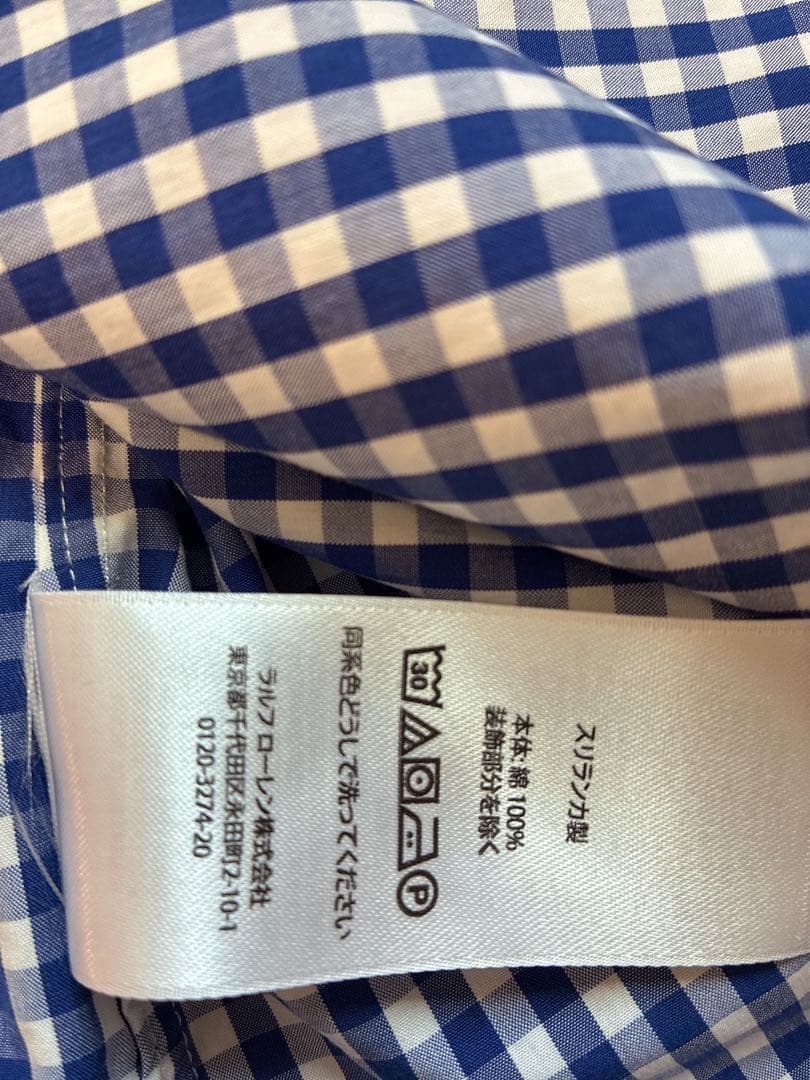 スリランカ製
本体: 綿 100%
装飾部分を除く
30 P
同系色どうしで洗ってください
ラルフ ローレン株式会社
東京都千代田区永田町2-10-1
0120-3274-20